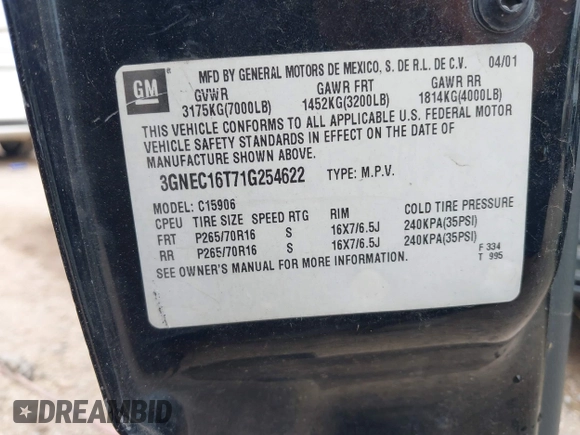 GM
MFD BY GENERAL MOTORS DE MEXICO, S. DE R.L. DE C.V. 04/01
GVWR GAWR FRT GAWR RR
3175KG(7000LB) 1452KG(3200LB) 1814KG(4000LB)
THIS VEHICLE CONFORMS TO ALL APPLICABLE U.S. FEDERAL MOTOR
VEHICLE SAFETY STANDARDS IN EFFECT ON THE DATE OF
MANUFACTURE SHOWN ABOVE.
3GNEC16T71G254622 TYPE: M.P.V.
MODEL: C15906
CPEU TIRE SIZE SPEED RTG RIM COLD TIRE PRESSURE
FRT P265/70R16 S 16X7/6.5J 240KPA(35PSI)
RR P265/70R16 S 16X7/6.5J 240KPA(35PSI)
SEE OWNER'S MANUAL FOR MORE INFORMATION. F 334
T 995
DREAMBID